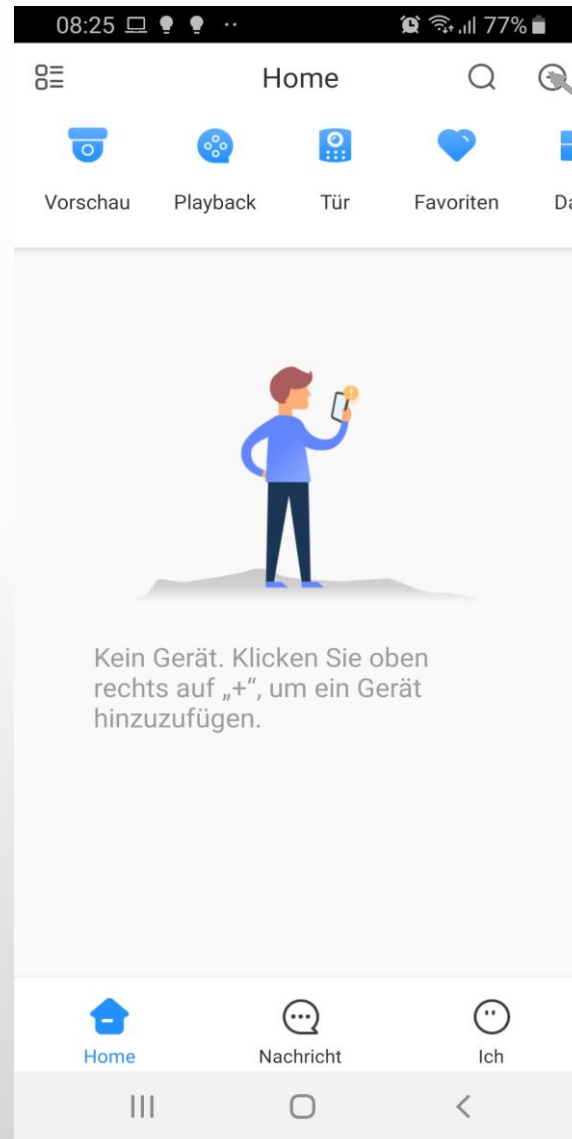 08:25 77%
Home
Vorschau Playback Tür Favoriten
Kein Gerät. Klicken Sie oben
rechts auf „+“, um ein Gerät
hinzuzufügen.
Home Nachricht Ich